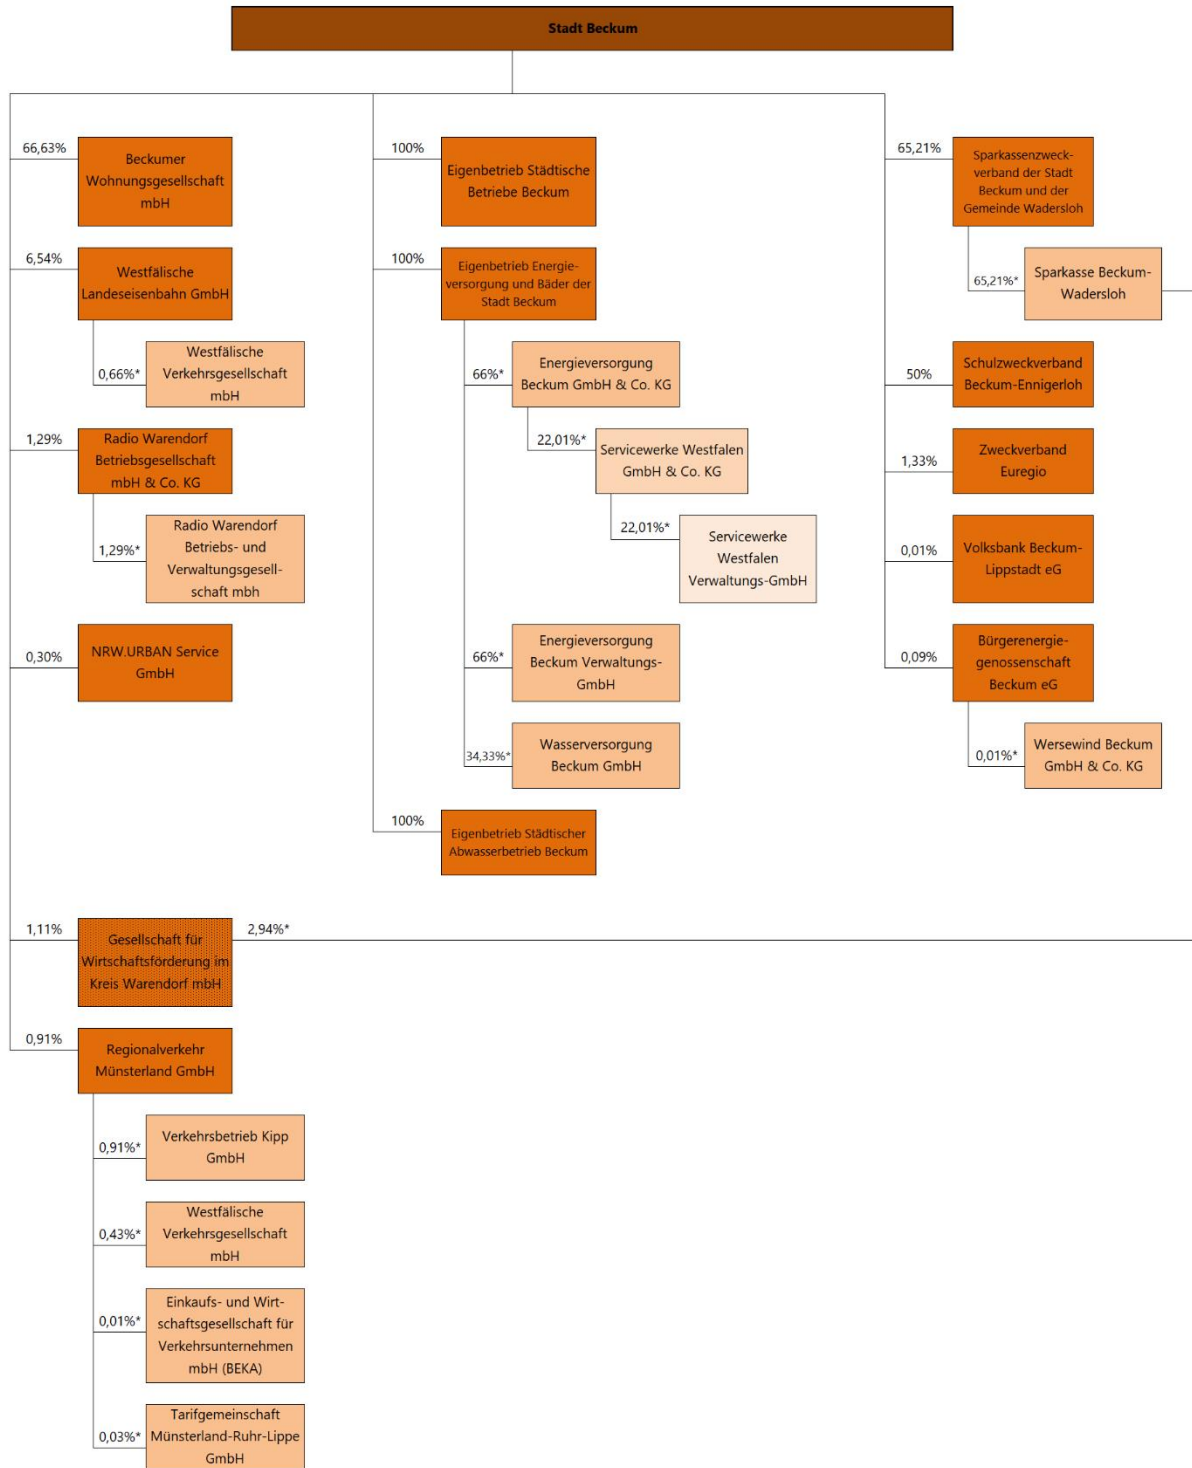 Stadt Beckum
66,63%
Beckumer
Wohnungsgesellschaft
mbH
6,54%
Westfälische
Landeseisenbahn GmbH
0,66%*
Westfälische
Verkehrsgesellschaft
mbH
1,29%
Radio Warendorf
Betriebsgesellschaft
mbH & Co. KG
1,29%*
Radio Warendorf
Betriebs- und
Verwaltungsgesell-
schaft mbh
0,30%
NRW.URBAN Service
GmbH
1,11%
Gesellschaft für
Wirtschaftsförderung im
Kreis Warendorf mbH
2,94%*
0,91%
Regionalverkehr
Münsterland GmbH
0,91%*
Verkehrsbetrieb Kipp
GmbH
0,43%*
Westfälische
Verkehrsgesellschaft
mbH
0,01%*
Einkaufs- und Wirt-
schaftsgesellschaft für
Verkehrsunternehmen
mbH (BEKA)
0,03%*
Tarifgemeinschaft
Münsterland-Ruhr-Lippe
GmbH
100%
Eigenbetrieb Städtische
Betriebe Beckum
100%
Eigenbetrieb Energie-
versorgung und Bäder der
Stadt Beckum
66%*
Energieversorgung
Beckum GmbH & Co. KG
22,01%*
Servicewerke Westfalen
GmbH & Co. KG
22,01%*
Servicewerke
Westfalen
Verwaltungs-GmbH
66%*
Energieversorgung
Beckum Verwaltungs-
GmbH
34,33%*
Wasserversorgung
Beckum GmbH
100%
Eigenbetrieb Städtischer
Abwasserbetrieb Beckum
65,21%
Sparkassenzweck-
verband der Stadt
Beckum und der
Gemeinde Wadersloh
65,21%*
Sparkasse Beckum-
Wadersloh
50%
Schulzweckverband
Beckum-Ennigerloh
1,33%
Zweckverband
Euregio
0,01%
Volksbank Beckum-
Lippstadt eG
0,09%
Bürgerenergie-
genossenschaft
Beckum eG
0,01%*
Wersewind Beckum
GmbH & Co. KG